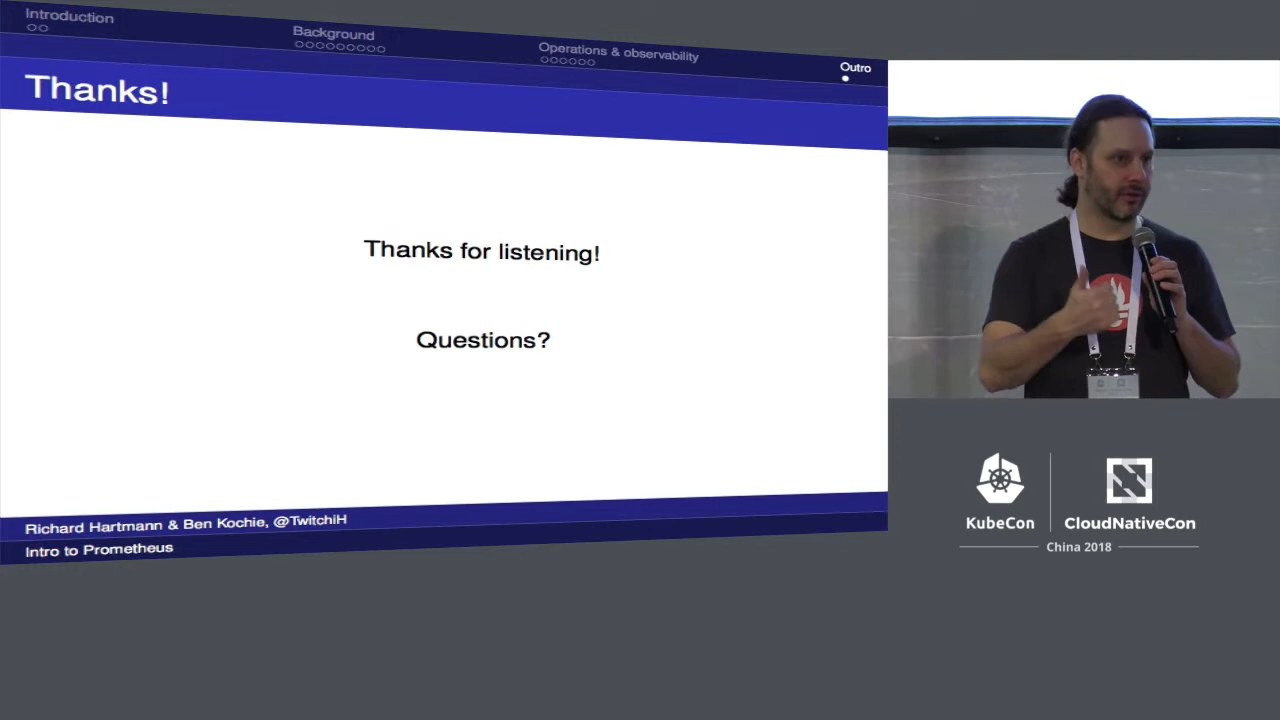 Introduction
Background
Operations & observability
Outro
Thanks!
Thanks for listening!
Questions?
Richard Hartmann & Ben Kochie, @TwitchiH
Intro to Prometheus
KubeCon
CloudNativeCon
China 2018